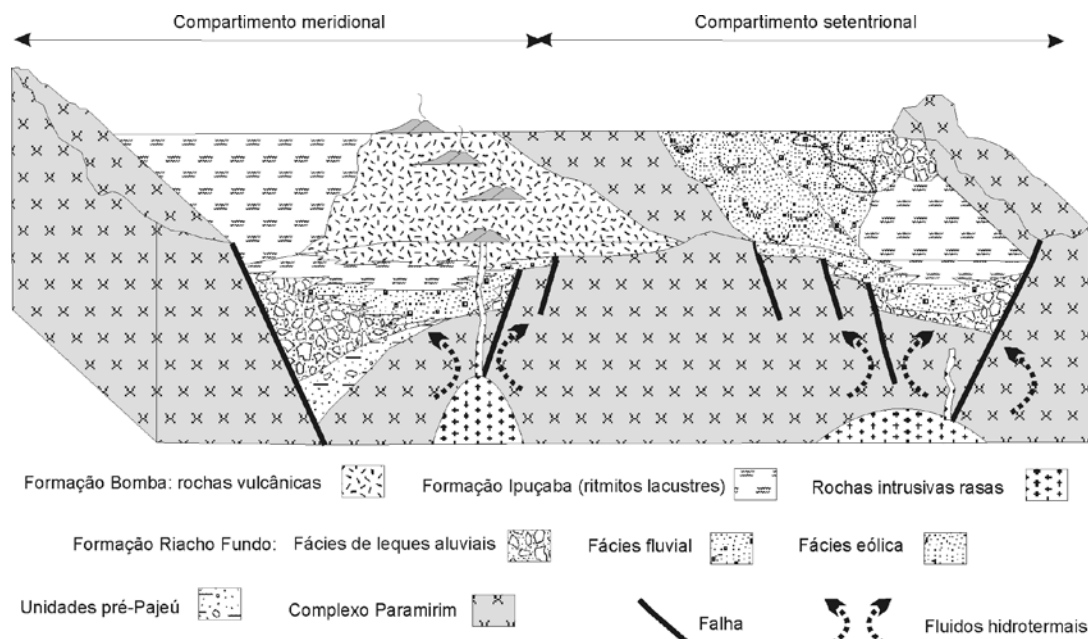 Compartimento meridional Compartimento setentrional
Formação Bomba: rochas vulcânicas Formação Ipuçaba (ritmitos lacustres) Rochas intrusivas rasas
Formação Riacho Fundo: Fácies de leques aluviais Fácies fluvial Fácies eólica
Unidades pré-Pajeú Complexo Paramirim Falha Fluidos hidrotermais